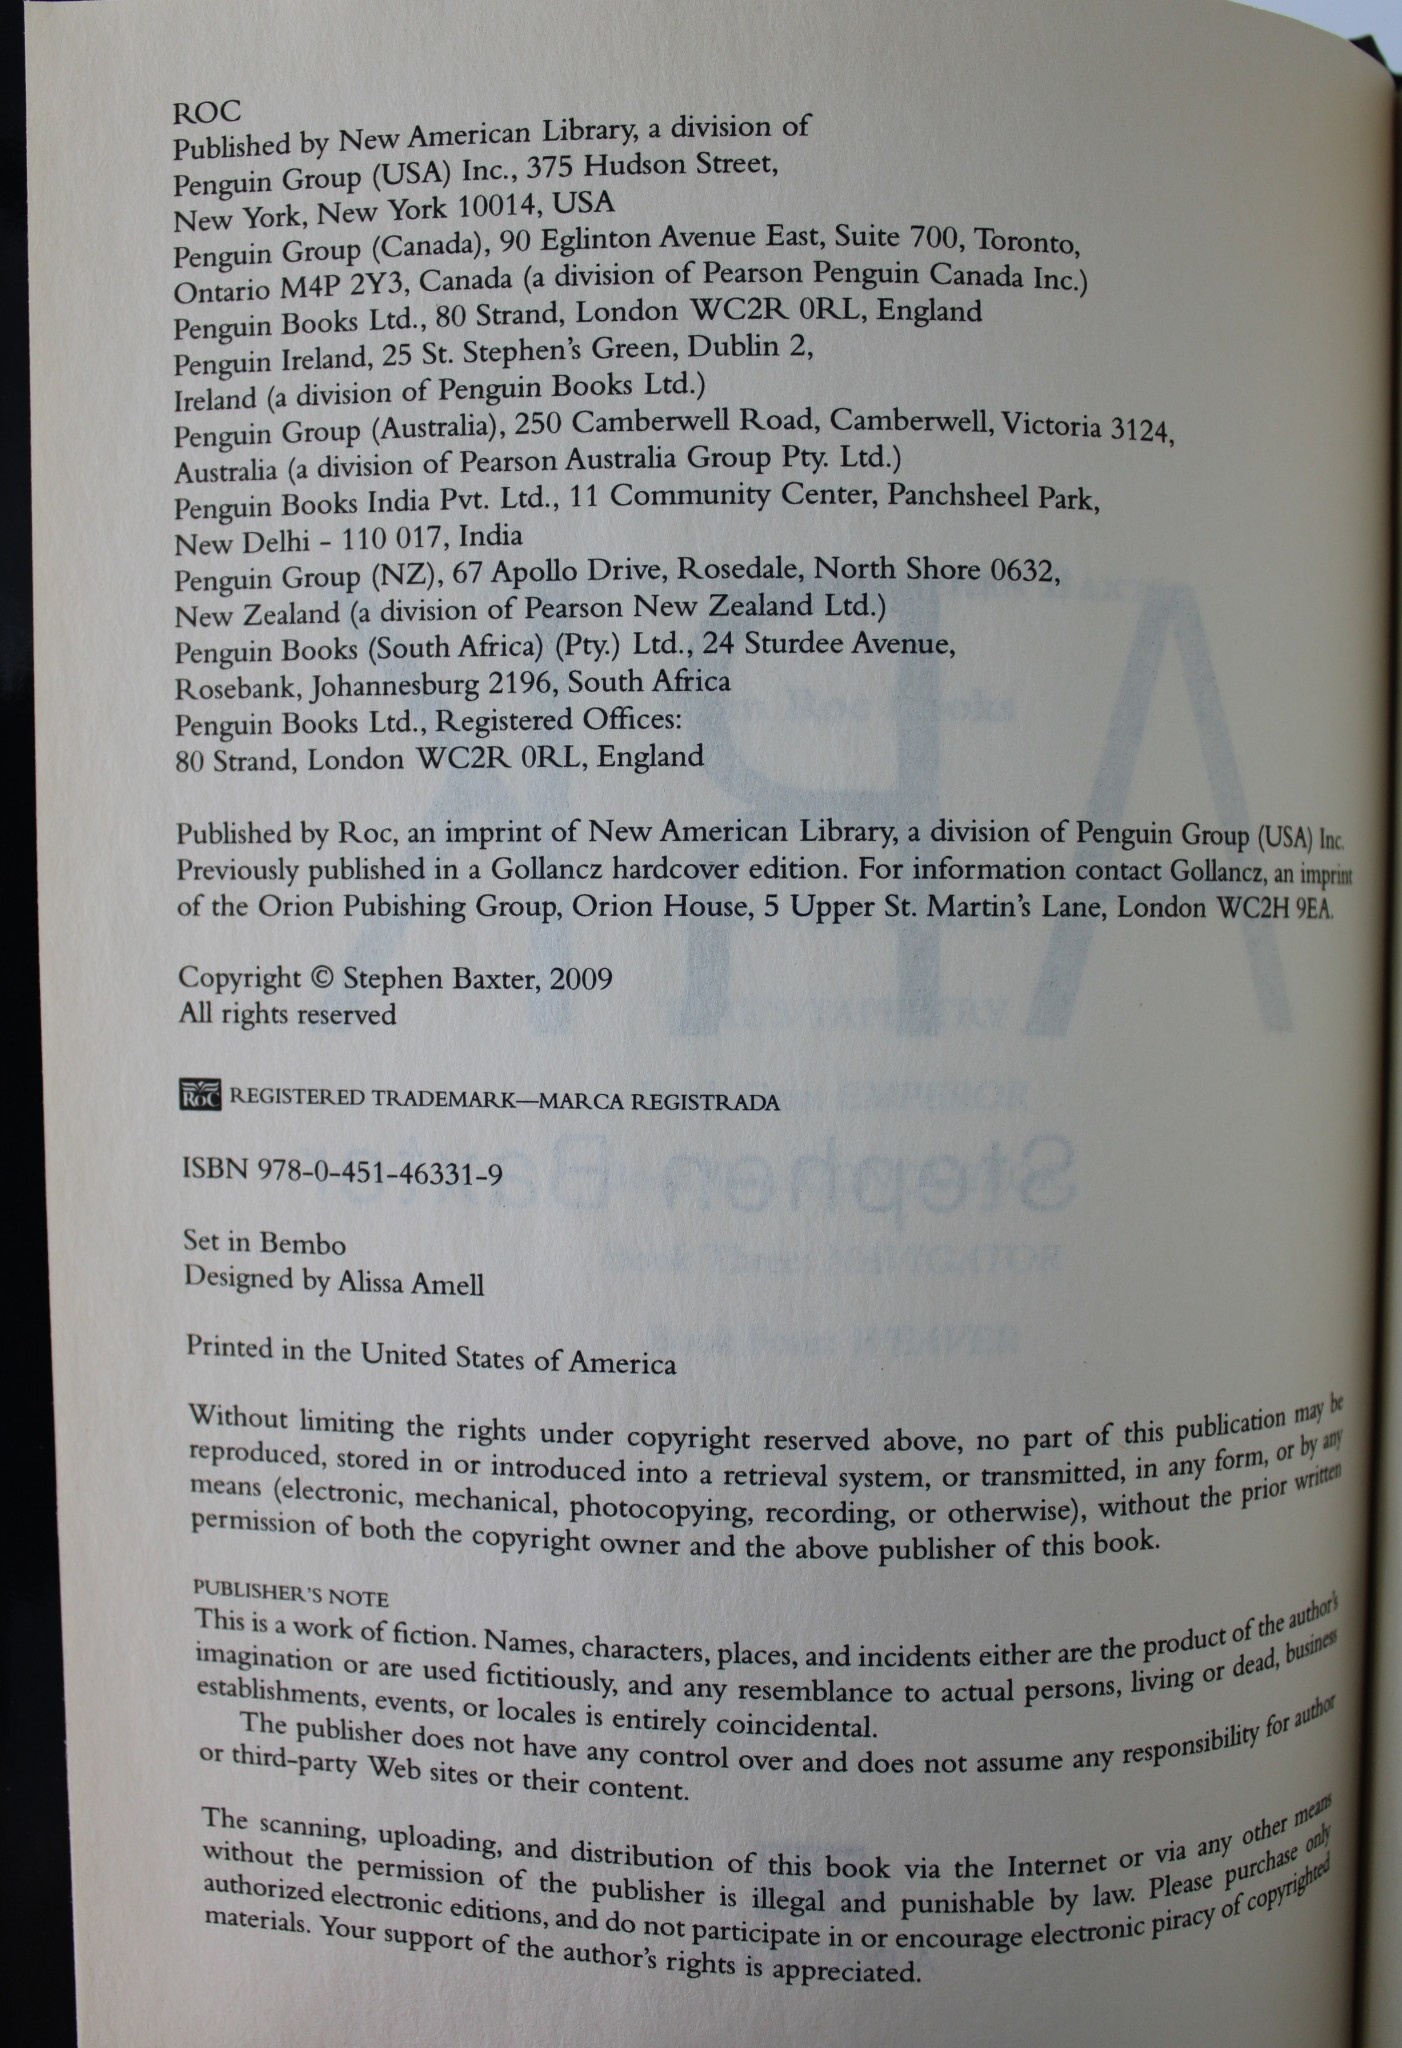 ROC
Published by New American Library, a division of
Penguin Group (USA) Inc., 375 Hudson Street,
New York, New York 10014, USA
Penguin Group (Canada), 90 Eglinton Avenue East, Suite 700, Toronto,
Ontario M4P 2Y3, Canada (a division of Pearson Penguin Canada Inc.)
Penguin Books Ltd., 80 Strand, London WC2R 0RL, England
Penguin Ireland, 25 St. Stephen's Green, Dublin 2,
Ireland (a division of Penguin Books Ltd.)
Penguin Group (Australia), 250 Camberwell Road, Camberwell, Victoria 3124,
Australia (a division of Pearson Australia Group Pty. Ltd.)
Penguin Books India Pvt. Ltd., 11 Community Center, Panchsheel Park,
New Delhi - 110 017, India
Penguin Group (NZ), 67 Apollo Drive, Rosedale, North Shore 0632,
New Zealand (a division of Pearson New Zealand Ltd.)
Penguin Books (South Africa) (Pty.) Ltd., 24 Sturdee Avenue,
Rosebank, Johannesburg 2196, South Africa
Penguin Books Ltd., Registered Offices:
80 Strand, London WC2R 0RL, England
Published by Roc, an imprint of New American Library, a division of Penguin Group (USA) Inc.
Previously published in a Gollancz hardcover edition. For information contact Gollancz, an imprint
of the Orion Pubishing Group, Orion House, 5 Upper St. Martin's Lane, London WC2H 9EA.
Copyright © Stephen Baxter, 2009
All rights reserved
ROC REGISTERED TRADEMARK—MARCA REGISTRADA
ISBN 978-0-451-46331-9
Set in Bembo
Designed by Alissa Amell
Printed in the United States of America
Without limiting the rights under copyright reserved above, no part of this publication may be
reproduced, stored in or introduced into a retrieval system, or transmitted, in any form, or by any
means (electronic, mechanical, photocopying, recording, or otherwise), without the prior written
permission of both the copyright owner and the above publisher of this book.
PUBLISHER'S NOTE
This is a work of fiction. Names, characters, places, and incidents either are the product of the author's
imagination or are used fictitiously, and any resemblance to actual persons, living or dead, business
establishments, events, or locales is entirely coincidental.
The publisher does not have any control over and does not assume any responsibility for author
or third-party Web sites or their content.
The scanning, uploading, and distribution of this book via the Internet or via any other means
without the permission of the publisher is illegal and punishable by law. Please purchase only
authorized electronic editions, and do not participate in or encourage electronic piracy of copyrighted
materials. Your support of the author's rights is appreciated.